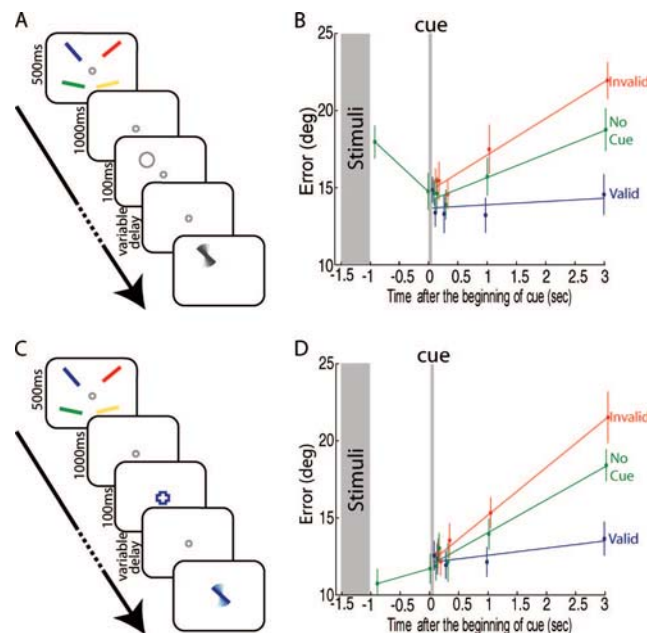 A
500ms
1000ms
100ms
variable
delay
B
cue
25
20
15
10
Error (deg)
Stimuli
Invalid
No
Cue
Valid
-1.5 -1 -0.5 0 0.5 1 1.5 2 2.5 3
Time after the beginning of cue (sec)
C
500ms
1000ms
100ms
variable
delay
D
cue
25
20
15
10
Error (deg)
Stimuli
Invalid
No
Cue
Valid
-1.5 -1 -0.5 0 0.5 1 1.5 2 2.5 3
Time after the beginning of cue (sec)